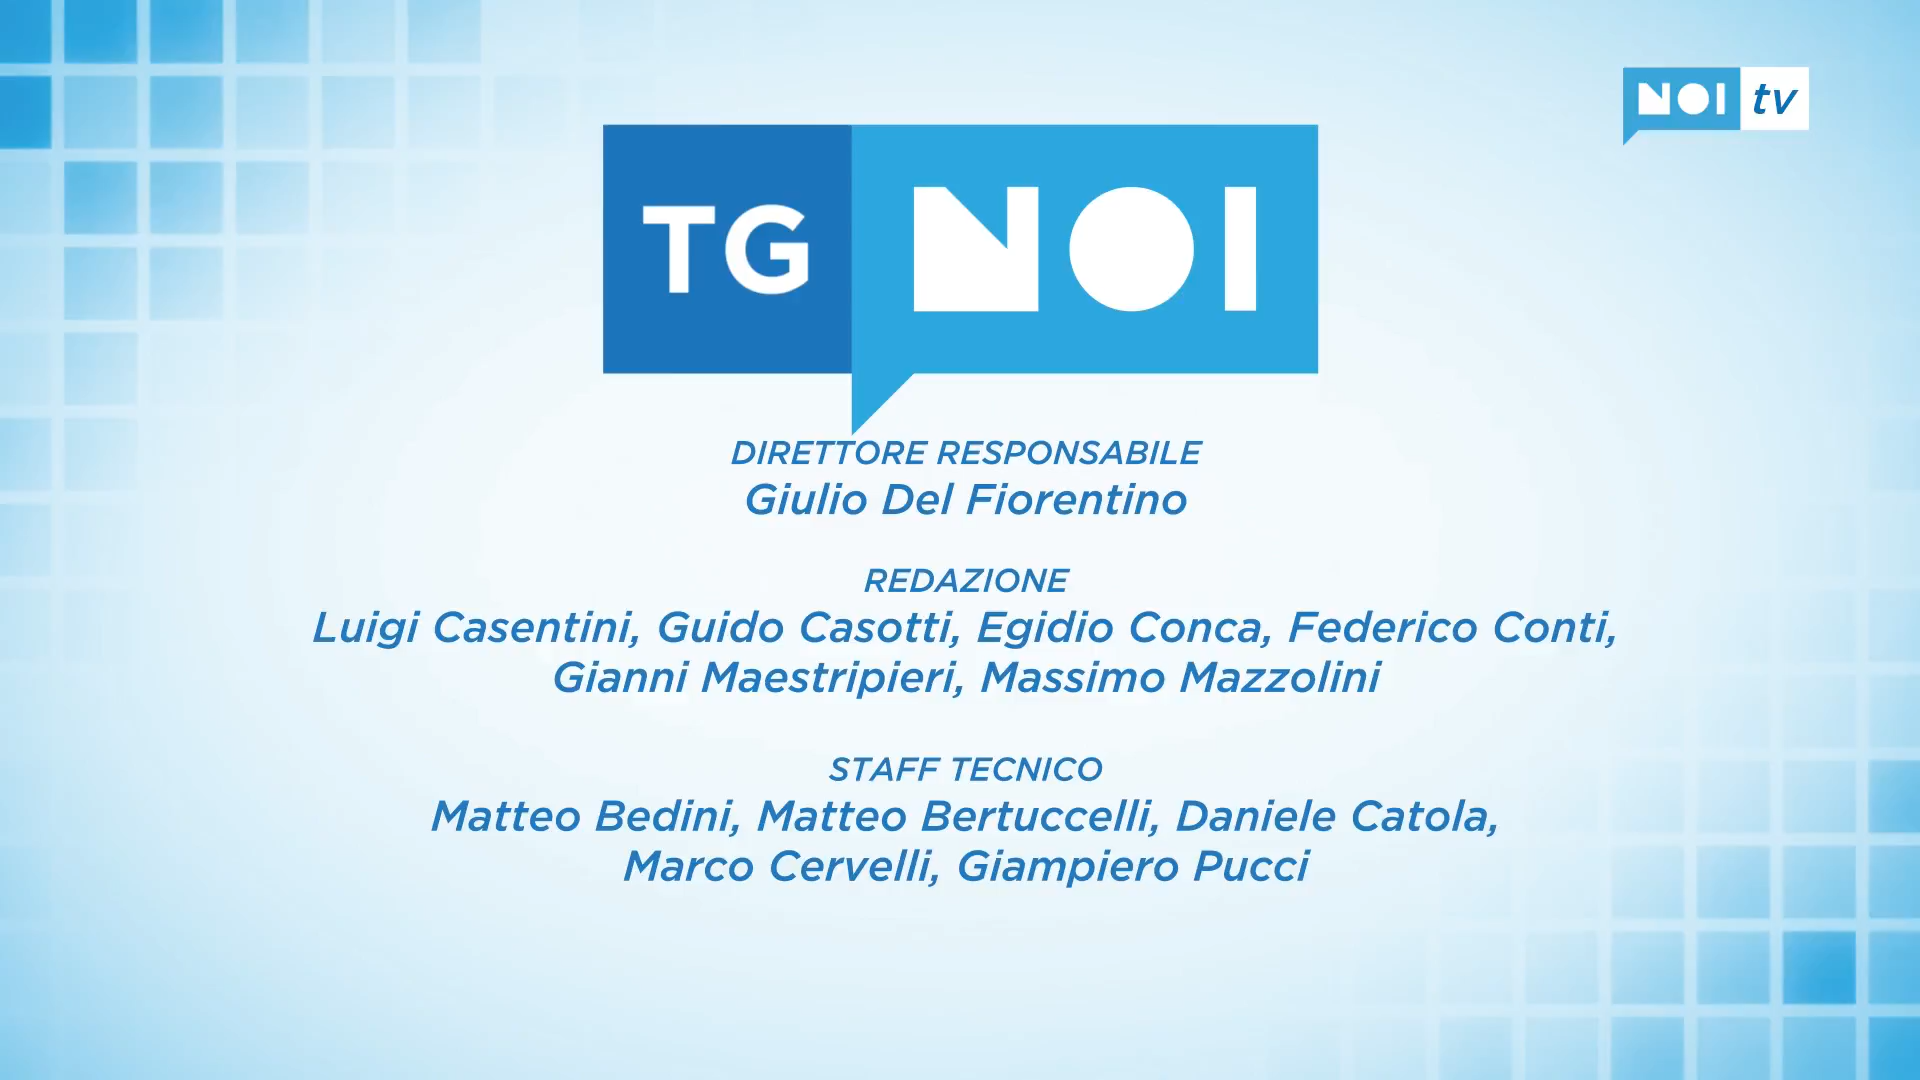 NOI tv
TG NOI
DIRETTORE RESPONSABILE
Giulio Del Fiorentino
REDAZIONE
Luigi Casentini, Guido Casotti, Egidio Conca, Federico Conti,
Gianni Maestripieri, Massimo Mazzolini
STAFF TECNICO
Matteo Bedini, Matteo Bertuccelli, Daniele Catola,
Marco Cervelli, Giampiero Pucci